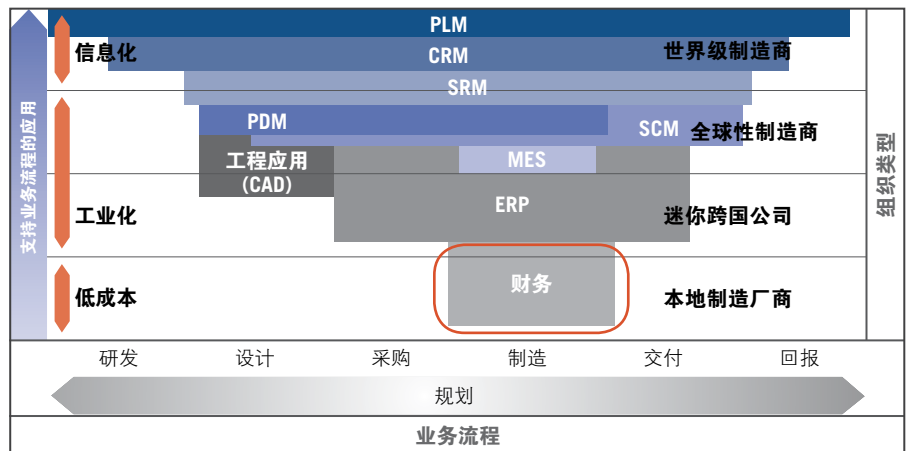 PLM
信息化
CRM
世界级制造商
SRM
PDM
SCM
全球性制造商
工程应用
(CAD)
MES
工业化
ERP
迷你跨国公司
低成本
财务
本地制造厂商
支持业务流程的应用
组织类型
研发
设计
采购
制造
交付
回报
规划
业务流程